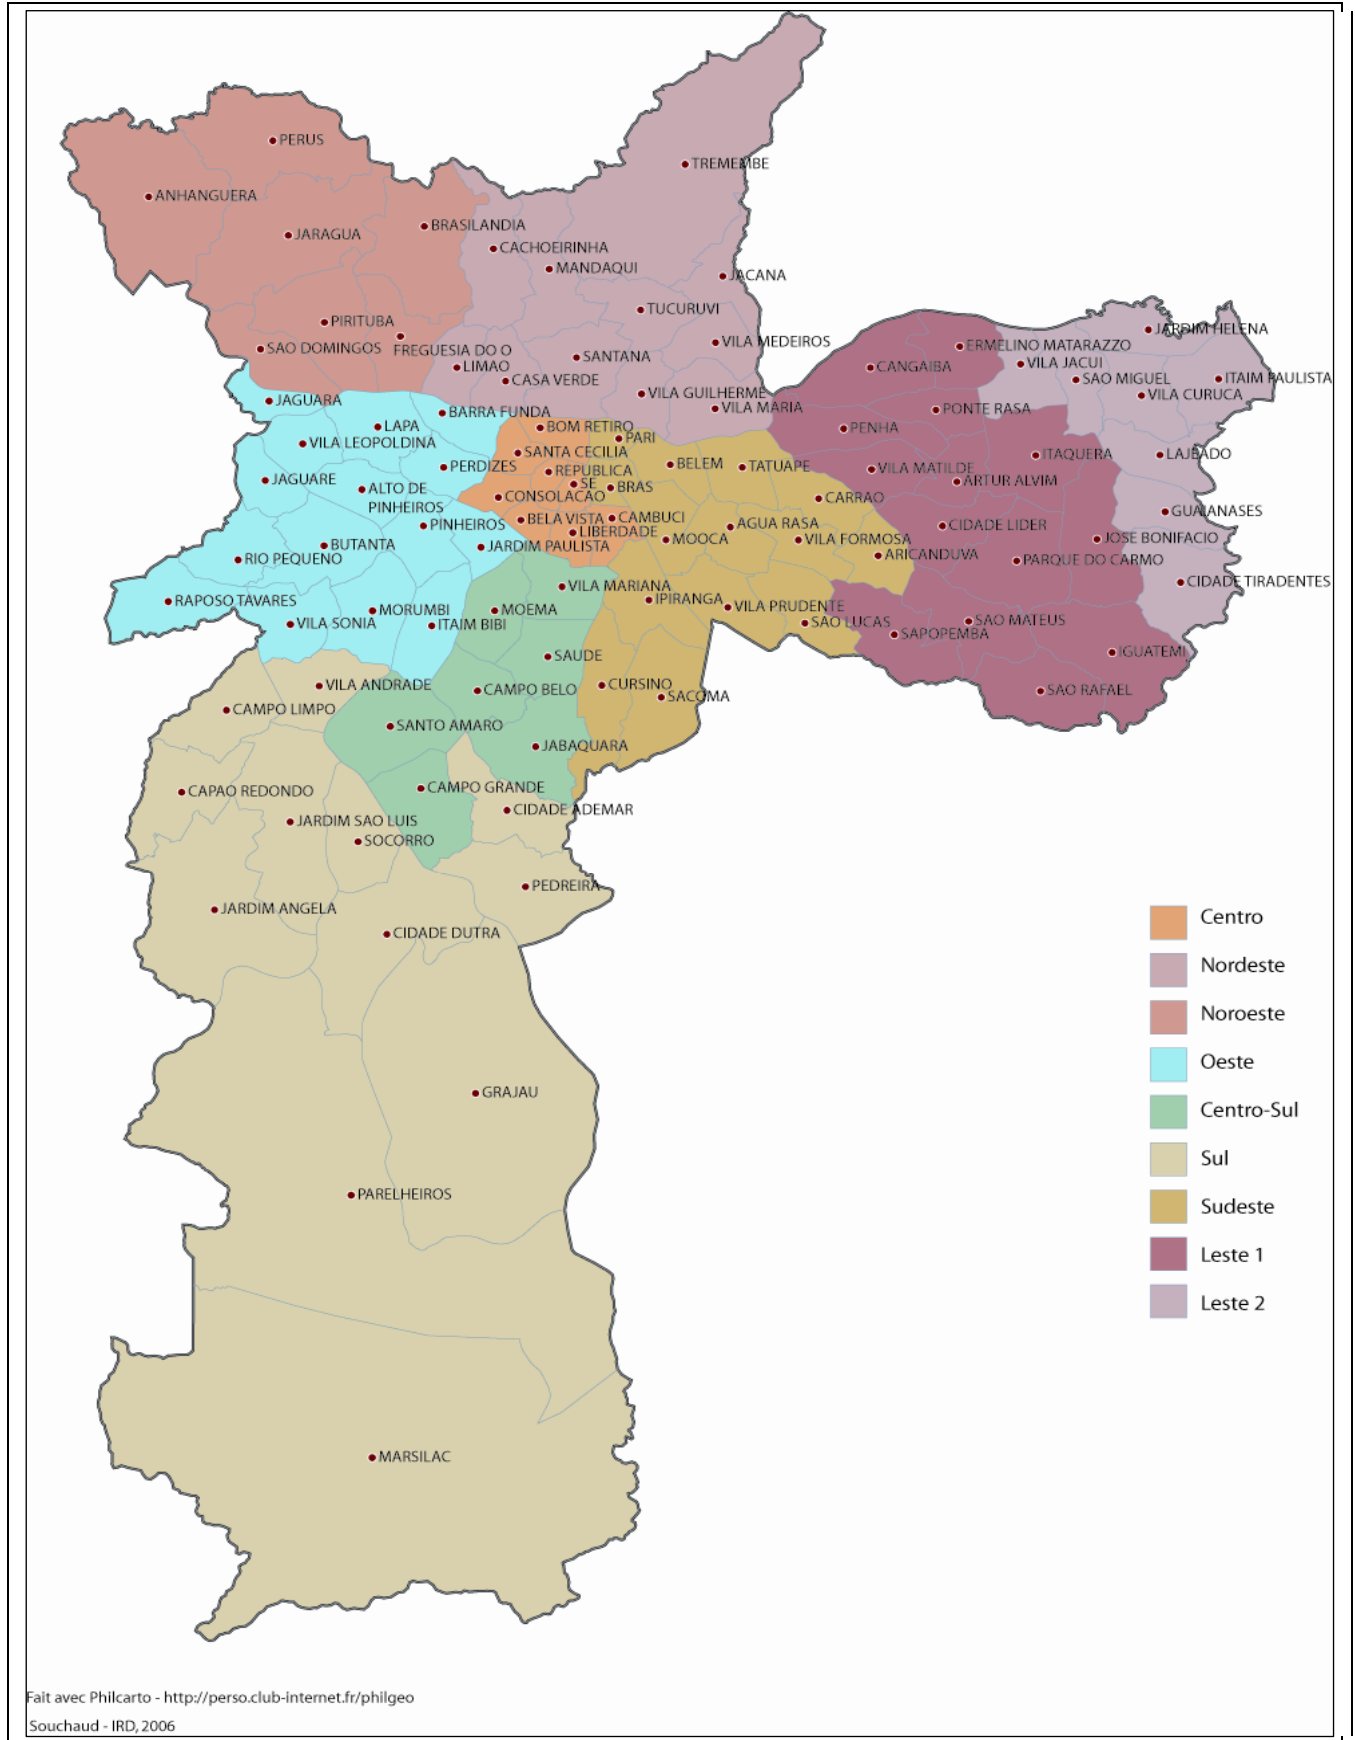 PERUS
TREMEMBE
ANHANGUERA
BRASILANDIA
JARAGUA
CACHOEIRINHA
MANDAQUI
JACANA
TUCURUVI
PIRITUBA
JARDIM HELENA
VILA MEDEIROS
ERMELINO MATARAZZO
SAO DOMINGOS
FREGUESIA DO O
SANTANA
VILA JACUI
LIMAO
CANGAIBA
CASA VERDE
SAO MIGUEL
ITAIM PAULISTA
VILA GUILHERME
VILA CURUCA
JAGUARA
VILA MARIA
PONTE RASA
BARRA FUNDA
LAPA
BOM RETIRO
PENHA
PARI
VILA LEOPOLDINA
SANTA CECILIA
ITAQUERA
LAJEADO
PERDIZES
REPUBLICA
BELEM
TATUAPE
VILA MATILDE
JAGUARE
SE
ARTUR ALVIM
ALTO DE
PINHEIROS
BRAS
CONSOLACAO
CARRAO
GUAIANASES
BELA VISTA
CAMBUCI
PINHEIROS
AGUA RASA
CIDADE LIDER
LIBERDADE
MOOCA
VILA FORMOSA
JOSE BONIFACIO
BUTANTA
JARDIM PAULISTA
ARICANDUVA
RIO PEQUENO
PARQUE DO CARMO
CIDADE TIRADENTES
VILA MARIANA
RAPOSO TAVARES
IPIRANGA
MORUMBI
MOEMA
VILA PRUDENTE
VILA SONIA
ITAIM BIBI
SAO LUCAS
SAO MATEUS
SAPOPEMBA
SAUDE
IGUATEMI
VILA ANDRADE
CAMPO BELO
CURSINO
SACOMA
SAO RAFAEL
CAMPO LIMPO
SANTO AMARO
JABAQUARA
CAPAO REDONDO
CAMPO GRANDE
CIDADE ADEMAR
JARDIM SAO LUIS
SOCORRO
PEDREIRA
JARDIM ANGELA
CIDADE DUTRA
GRAJAU
PARELHEIROS
MARSILAC
Centro
Nordeste
Noroeste
Oeste
Centro-Sul
Sul
Sudeste
Leste 1
Leste 2
Fait avec Philcarto - http://perso.club-internet.fr/philgeo
Souchaud - IRD, 2006